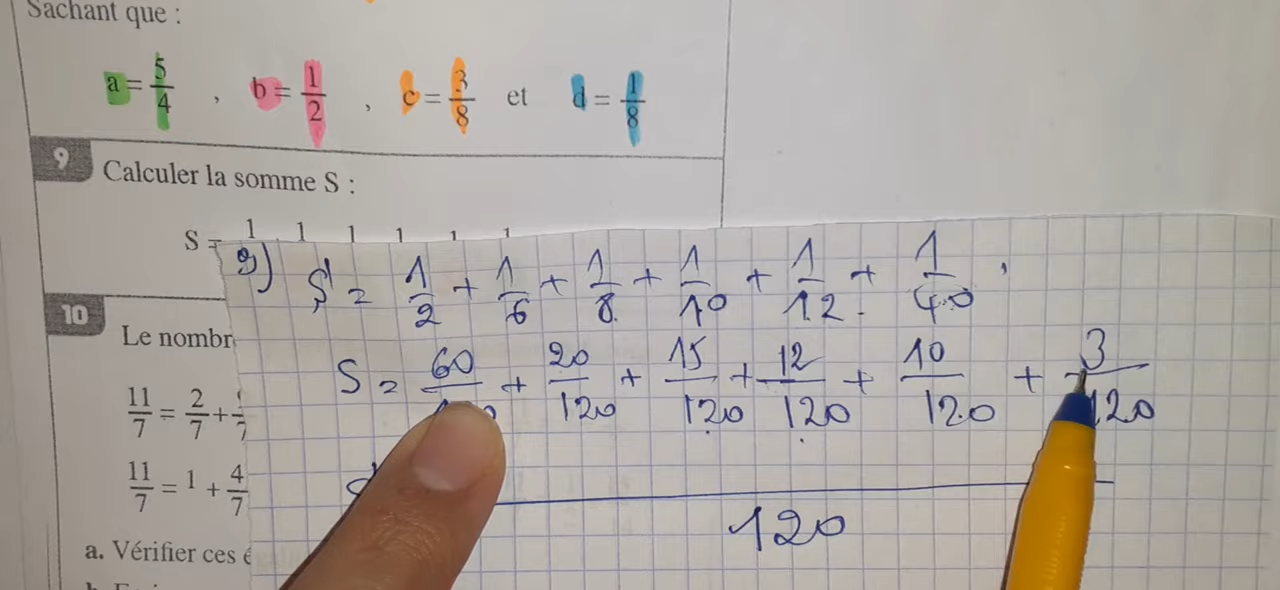 Sachant que :
a = 5/4 , b = 1/2 , c = 3/8 et d = 1/8
9 Calculer la somme S :
S =
9) S = 1/2 + 1/6 + 1/8 + 1/10 + 1/12 + 1/40
S = 60/ + 20/120 + 15/120 + 12/120 + 10/120 + 3/120
120
10
Le nombr
11/7 = 2/7 +
11/7 = 1 + 4/7
a. Vérifier ces